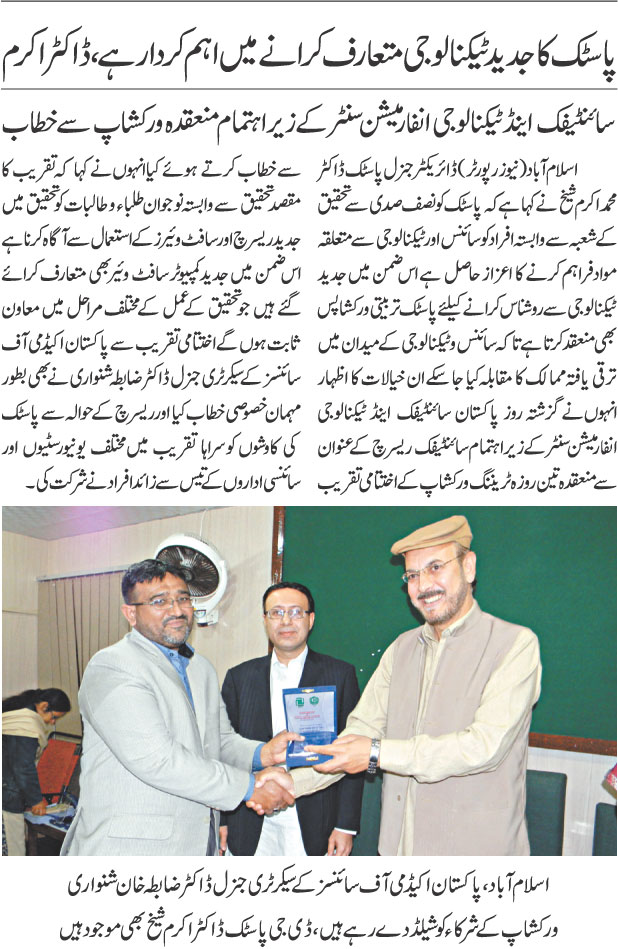 پاسٹک کا جدید ٹیکنالوجی متعارف کرانے میں اہم کردار ہے، ڈاکٹر اکرم
سائنٹیفک اینڈ ٹیکنالوجی انفارمیشن سنٹر کے زیر اہتمام منعقدہ ورکشاپ سے خطاب
اسلام آباد (نیوز رپورٹر) ڈائریکٹر جنرل پاسٹک ڈاکٹر
محمد اکرم شیخ نے کہا ہے کہ پاسٹک کو نصف صدی سے تحقیق
کے شعبہ سے وابستہ افراد کو سائنس اور ٹیکنالوجی سے متعلقہ
مواد فراہم کرنے کا اعزاز حاصل ہے اس ضمن میں جدید
ٹیکنالوجی سے روشناس کرانے کیلئے پاسٹک تربیتی ورکشاپس
بھی منعقد کرتا ہے تاکہ سائنس و ٹیکنالوجی کے میدان میں
ترقی یافتہ ممالک کا مقابلہ کیا جاسکے ان خیالات کا اظہار
انہوں نے گزشتہ روز پاکستان سائنٹیفک اینڈ ٹیکنالوجی
انفارمیشن سنٹر کے زیر اہتمام سائنٹیفک ریسرچ کے عنوان
سے منعقدہ تین روزہ ٹریننگ ورکشاپ کے اختتامی تقریب
سے خطاب کرتے ہوئے کیا انہوں نے کہا کہ تقریب کا
مقصد تحقیق سے وابستہ نوجوان طلباء و طالبات کو تحقیق میں
جدید ریسرچ اور سافٹ وئیرز کے استعمال سے آگاہ کرنا ہے
اس ضمن میں جدید کمپیوٹر سافٹ وئیر بھی متعارف کرائے
گئے ہیں جو تحقیق کے عمل کے مختلف مراحل میں معاون
ثابت ہوں گے اختتامی تقریب سے پاکستان اکیڈمی آف
سائنسز کے سیکرٹری جنرل ڈاکٹر ضابطہ شنواری نے بھی بطور
مہمان خصوصی خطاب کیا اور ریسرچ کے حوالہ سے پاسٹک
کی کاوشوں کو سراہا تقریب میں مختلف یونیورسٹیوں اور
سائنسی اداروں کے تیس سے زائد افراد نے شرکت کی۔
اسلام آباد، پاکستان اکیڈمی آف سائنسز کے سیکرٹری جنرل ڈاکٹر ضابطہ خان شنواری
ورکشاپ کے شرکاء کو شیلڈ دے رہے ہیں، ڈی جی پاسٹک ڈاکٹر اکرم شیخ بھی موجود ہیں